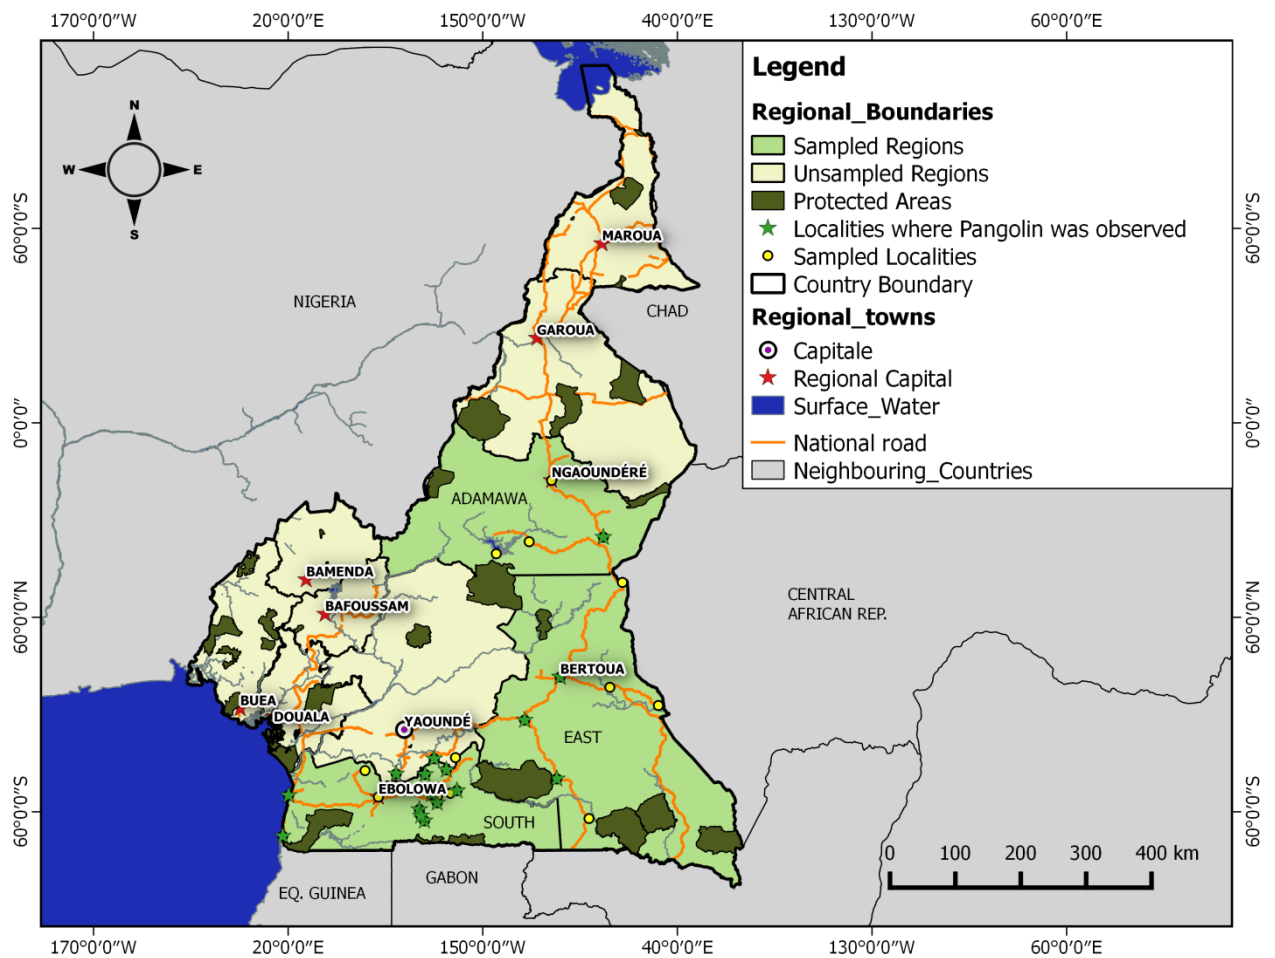 170°0′0″W 20°0′0″E 150°0′0″W 40°0′0″E 130°0′0″W 60°0′0″E
N
W E
S
60°0′0″S
0°0′0″
60°0′0″N
60°0′0″S
60°0′0″S
0°0′0″
60°0′0″N
60°0′0″S
Legend
Regional_Boundaries
Sampled Regions
Unsampled Regions
Protected Areas
Localities where Pangolin was observed
Sampled Localities
Country Boundary
Regional_towns
Capitale
Regional Capital
Surface_Water
National road
Neighbouring_Countries
MAROUA
NIGERIA
CHAD
GAROUA
NGAOUNDÉRÉ
ADAMAWA
BAMENDA
BAFOUSSAM
CENTRAL
AFRICAN REP.
BERTOUA
BUEA
DOUALA
YAOUNDÉ
EAST
EBOLOWA
SOUTH
GABON
EQ. GUINEA
0 100 200 300 400 km
170°0′0″W 20°0′0″E 150°0′0″W 40°0′0″E 130°0′0″W 60°0′0″E